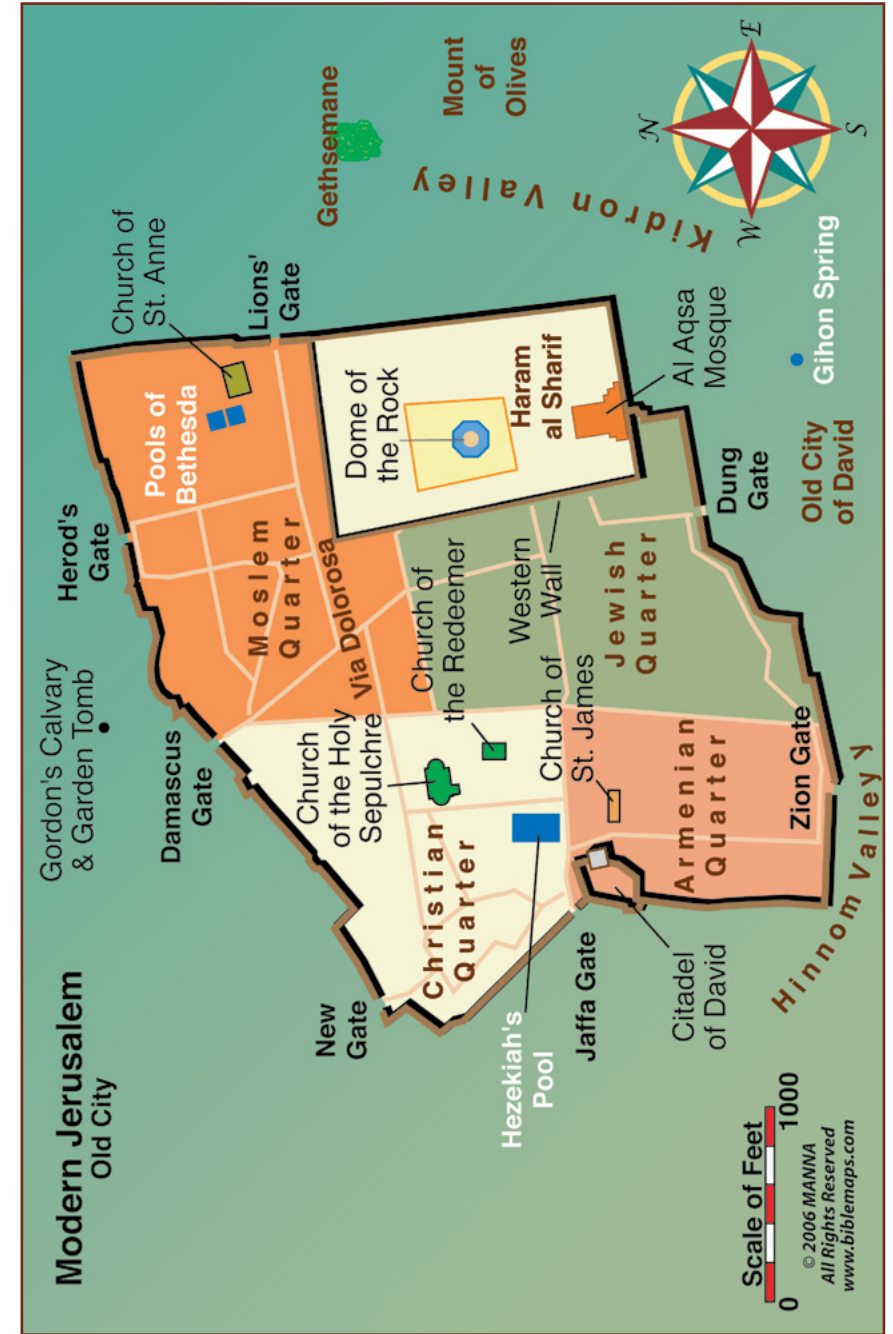 Modern Jerusalem
Old City
Gordon's Calvary
& Garden Tomb
Herod's
Gate
Damascus
Gate
New
Gate
Pools of
Bethesda
Church of
St. Anne
Lions'
Gate
Gethsemane
Mount
of
Olives
Kidron Valley
Moslem
Quarter
Via Dolorosa
Dome of
the Rock
Haram
al Sharif
Al Aqsa
Mosque
Church
of the Holy
Sepulchre
Church of
the Redeemer
Western
Wall
Christian
Quarter
Hezekiah's
Pool
Jaffa Gate
Citadel
of David
Church of
St. James
Armenian
Quarter
Jewish
Quarter
Zion Gate
Dung
Gate
Old City
of David
Gihon Spring
Hinnom Valley y
N
E
S
W
Scale of Feet
0 1000
© 2006 MANNA
All Rights Reserved
www.biblemaps.com